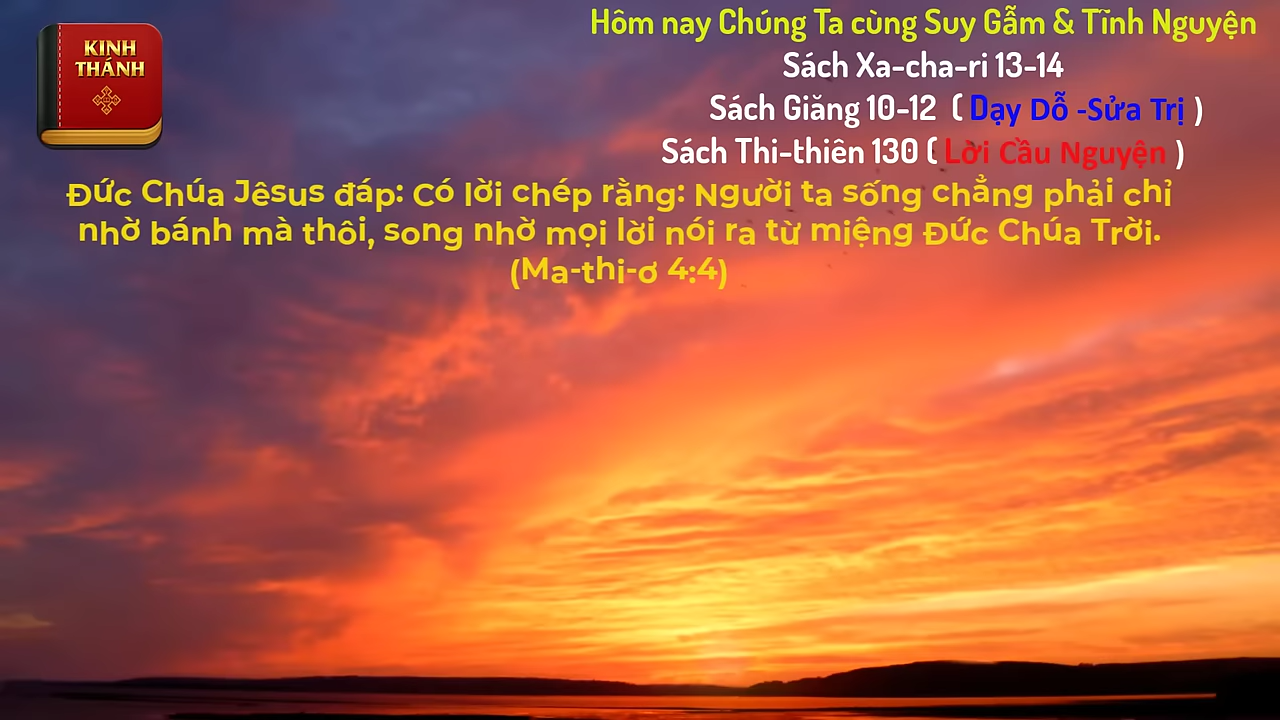 KINH
THÁNH
Hôm nay Chúng Ta cùng Suy Gẫm & Tĩnh Nguyện
Sách Xa-cha-ri 13-14
Sách Giăng 10-12 ( Dạy Dỗ -Sửa Trị )
Sách Thi-thiên 130 ( Lời Cầu Nguyện )
Đức Chúa Jêsus đáp: Có lời chép rằng: Người ta sống chẳng phải chỉ
nhờ bánh mà thôi, song nhờ mọi lời nói ra từ miệng Đức Chúa Trời.
(Ma-thi-ơ 4:4)